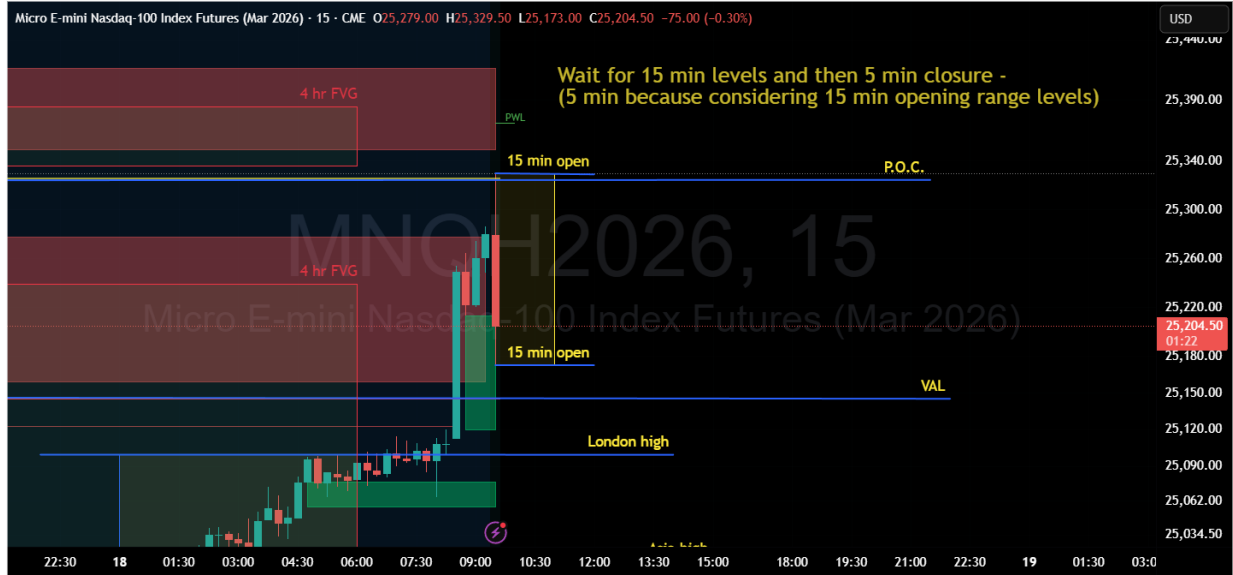 Micro E-mini Nasdaq-100 Index Futures (Mar 2026) · 15 · CME O25,279.00 H25,329.50 L25,173.00 C25,204.50 −75.00 (−0.30%)
USD
25,440.00
Wait for 15 min levels and then 5 min closure -
(5 min because considering 15 min opening range levels)
4 hr FVG
25,390.00
PWL
15 min open
25,340.00
P.O.C.
25,300.00
MNQH2026, 15
4 hr FVG
25,260.00
25,220.00
Micro E-mini Nasdaq-100 Index Futures (Mar 2026)
25,204.50
01:22
15 min open
25,180.00
VAL
25,150.00
25,120.00
London high
25,090.00
25,062.00
25,034.50
Asia high
22:30 18 01:30 03:00 04:30 06:00 07:30 09:00 10:30 12:00 13:30 15:00 18:00 19:30 21:00 22:30 19 01:30 03:0